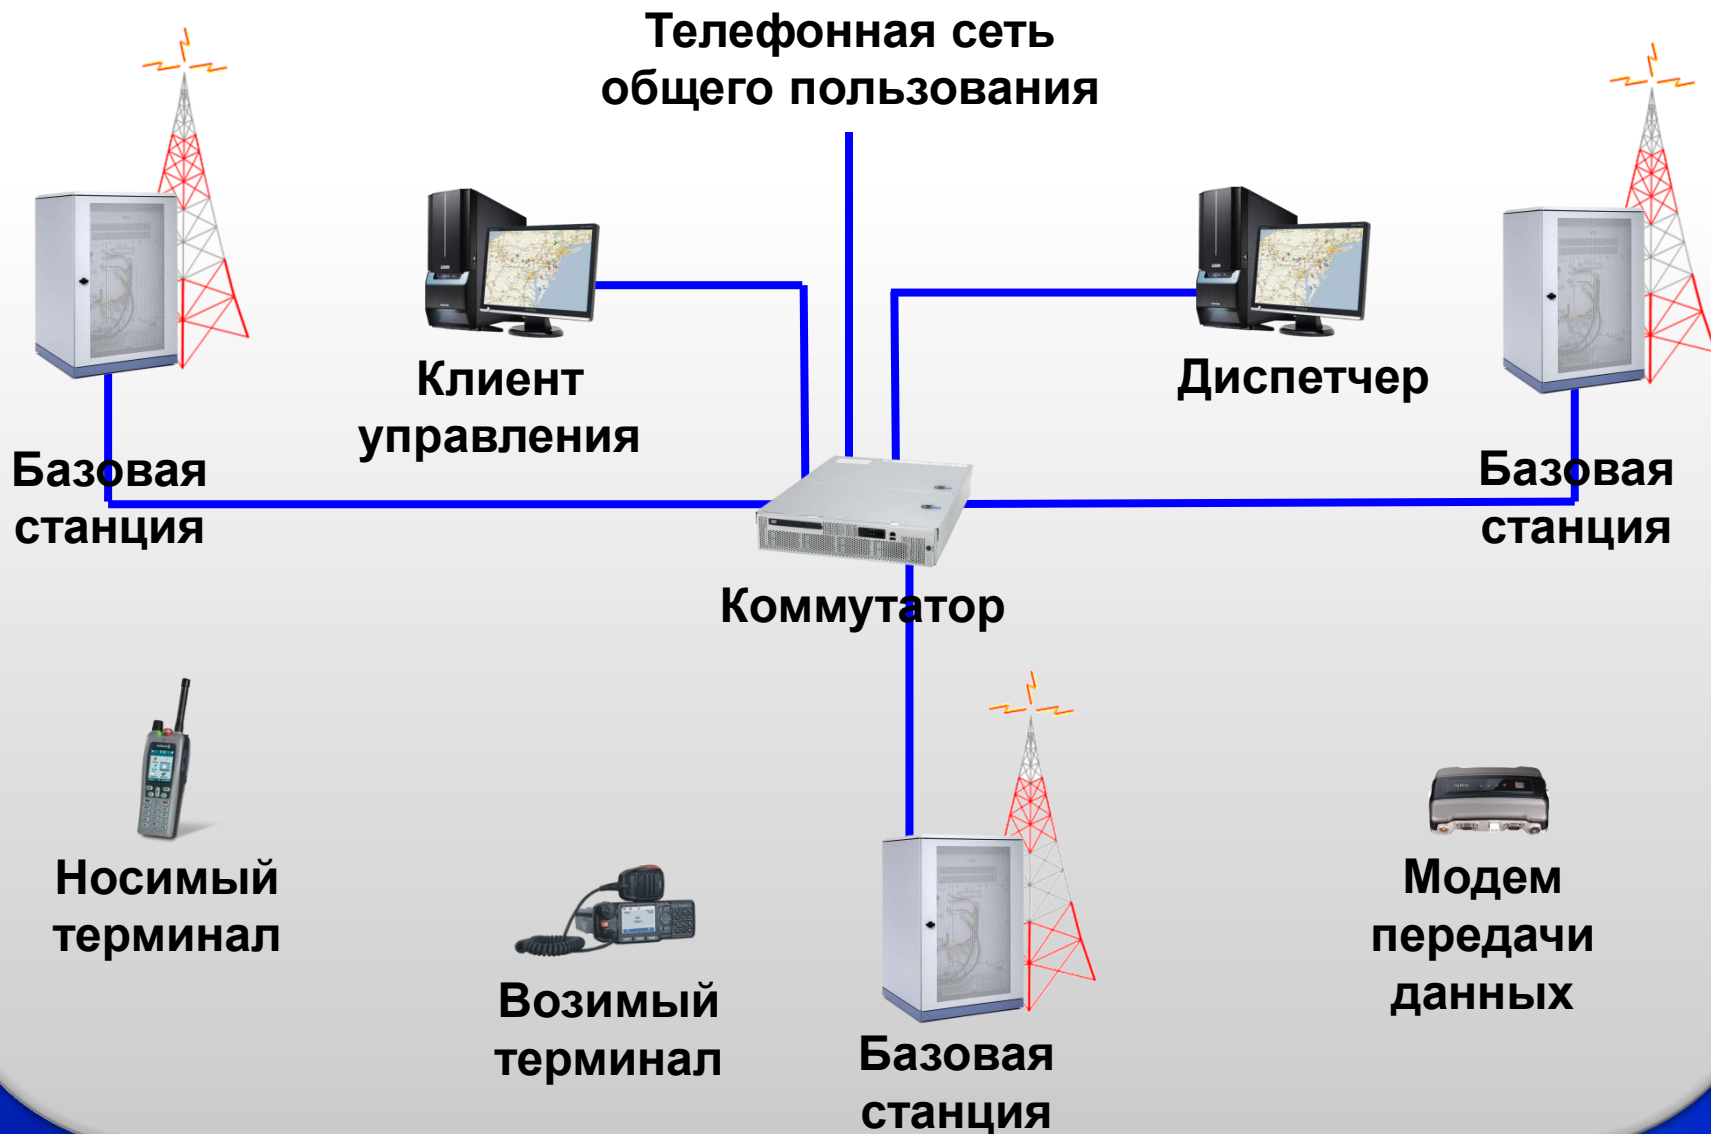 Телефонная сеть
общего пользования
Клиент
управления
Диспетчер
Базовая
станция
Базовая
станция
Коммутатор
Носимый
терминал
Возимый
терминал
Базовая
станция
Модем
передачи
данных